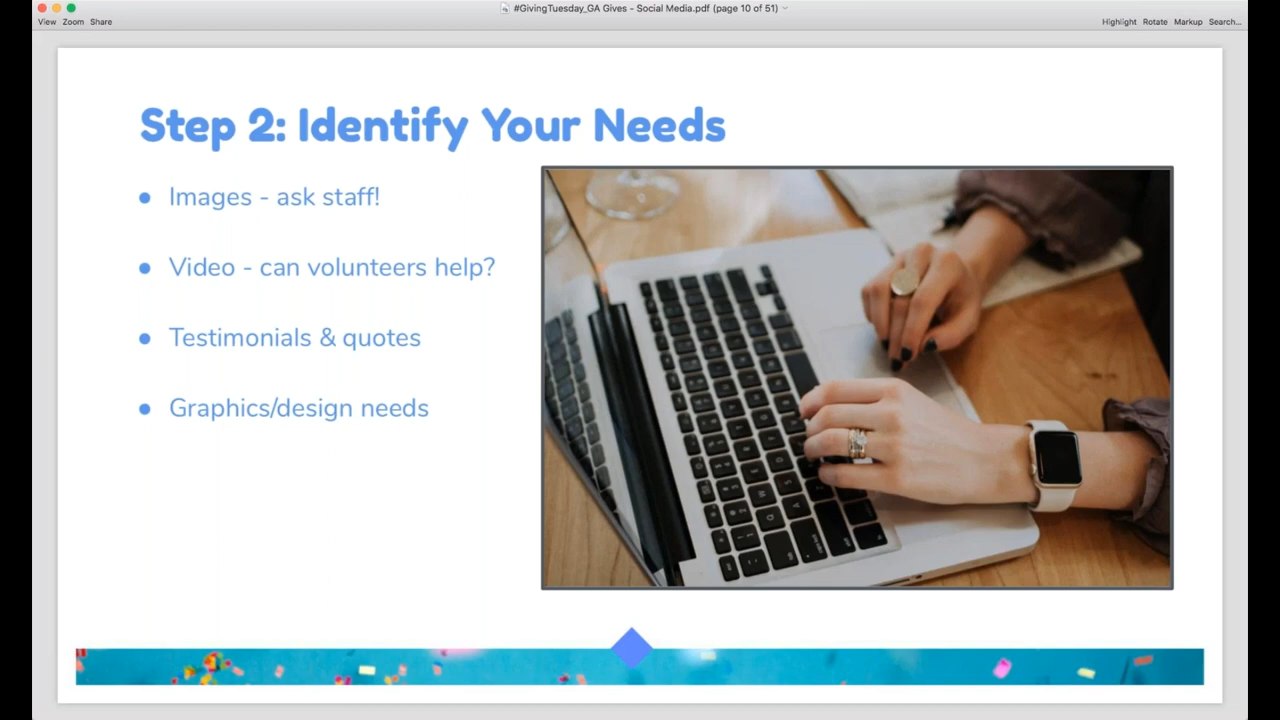 #GivingTuesday_GA Gives - Social Media.pdf (page 10 of 51)
View Zoom Share
Highlight Rotate Markup Search...
Step 2: Identify Your Needs
● Images - ask staff!
● Video - can volunteers help?
● Testimonials & quotes
● Graphics/design needs